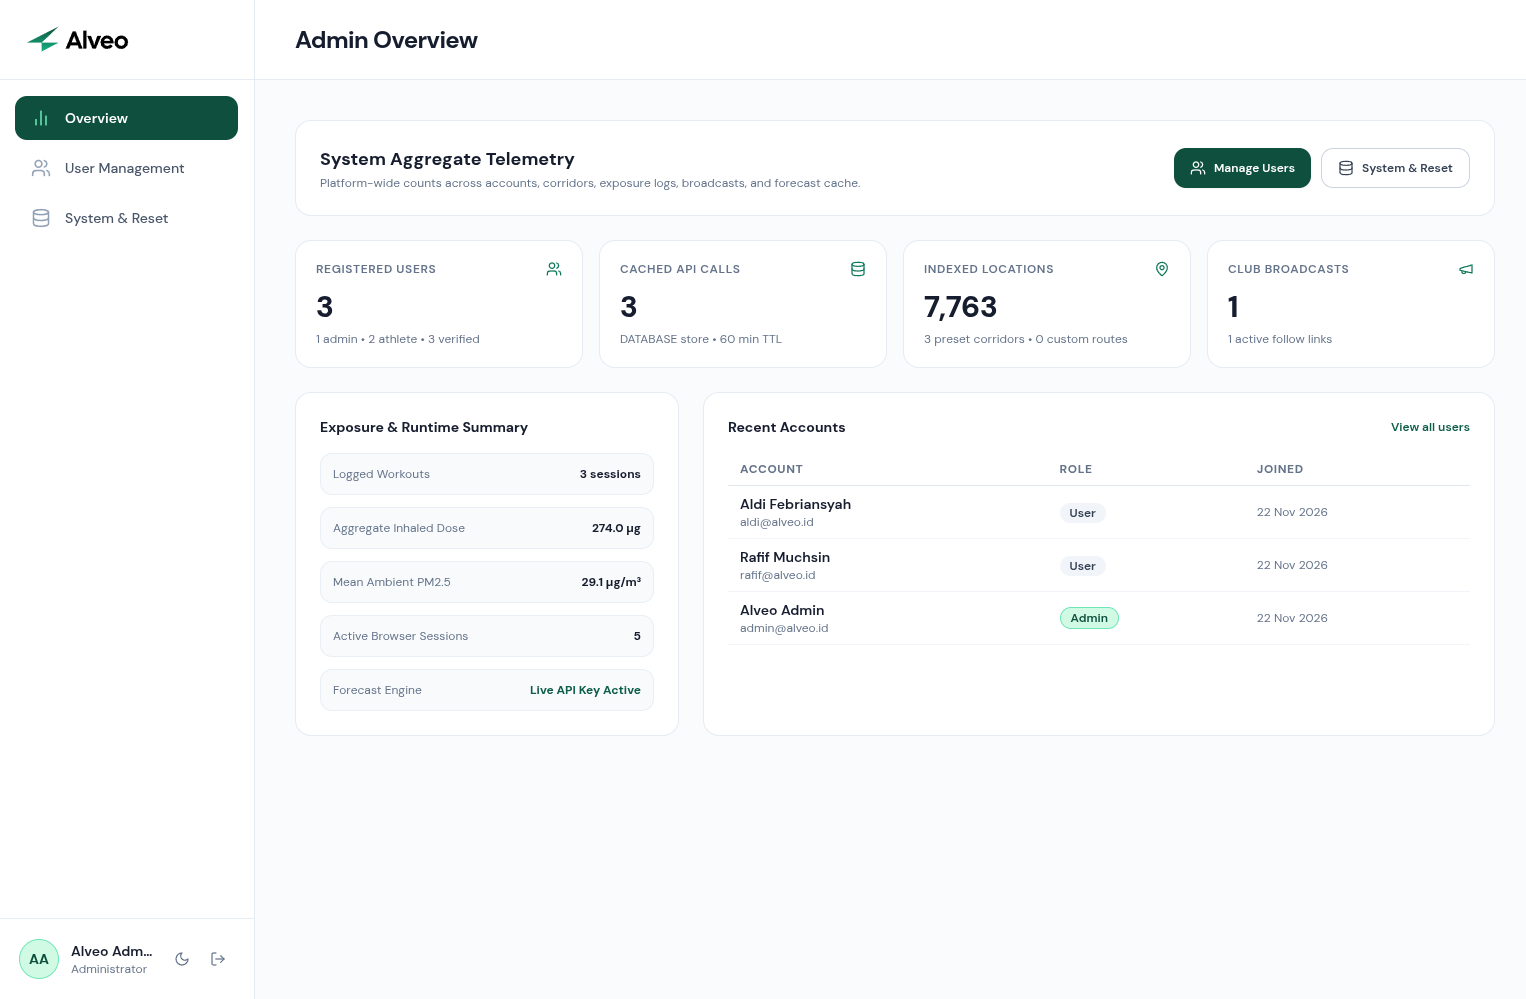 Alveo
Admin Overview
Overview
User Management
System & Reset
System Aggregate Telemetry
Platform-wide counts across accounts, corridors, exposure logs, broadcasts, and forecast cache.
Manage Users
System & Reset
REGISTERED USERS
3
1 admin • 2 athlete • 3 verified
CACHED API CALLS
3
DATABASE store • 60 min TTL
INDEXED LOCATIONS
7,763
3 preset corridors • 0 custom routes
CLUB BROADCASTS
1
1 active follow links
Exposure & Runtime Summary
Logged Workouts 3 sessions
Aggregate Inhaled Dose 274.0 µg
Mean Ambient PM2.5 29.1 µg/m³
Active Browser Sessions 5
Forecast Engine Live API Key Active
Recent Accounts View all users
ACCOUNT ROLE JOINED
Aldi Febriansyah
aldi@alveo.id
User
22 Nov 2026
Rafif Muchsin
rafif@alveo.id
User
22 Nov 2026
Alveo Admin
admin@alveo.id
Admin
22 Nov 2026
AA
Alveo Adm...
Administrator